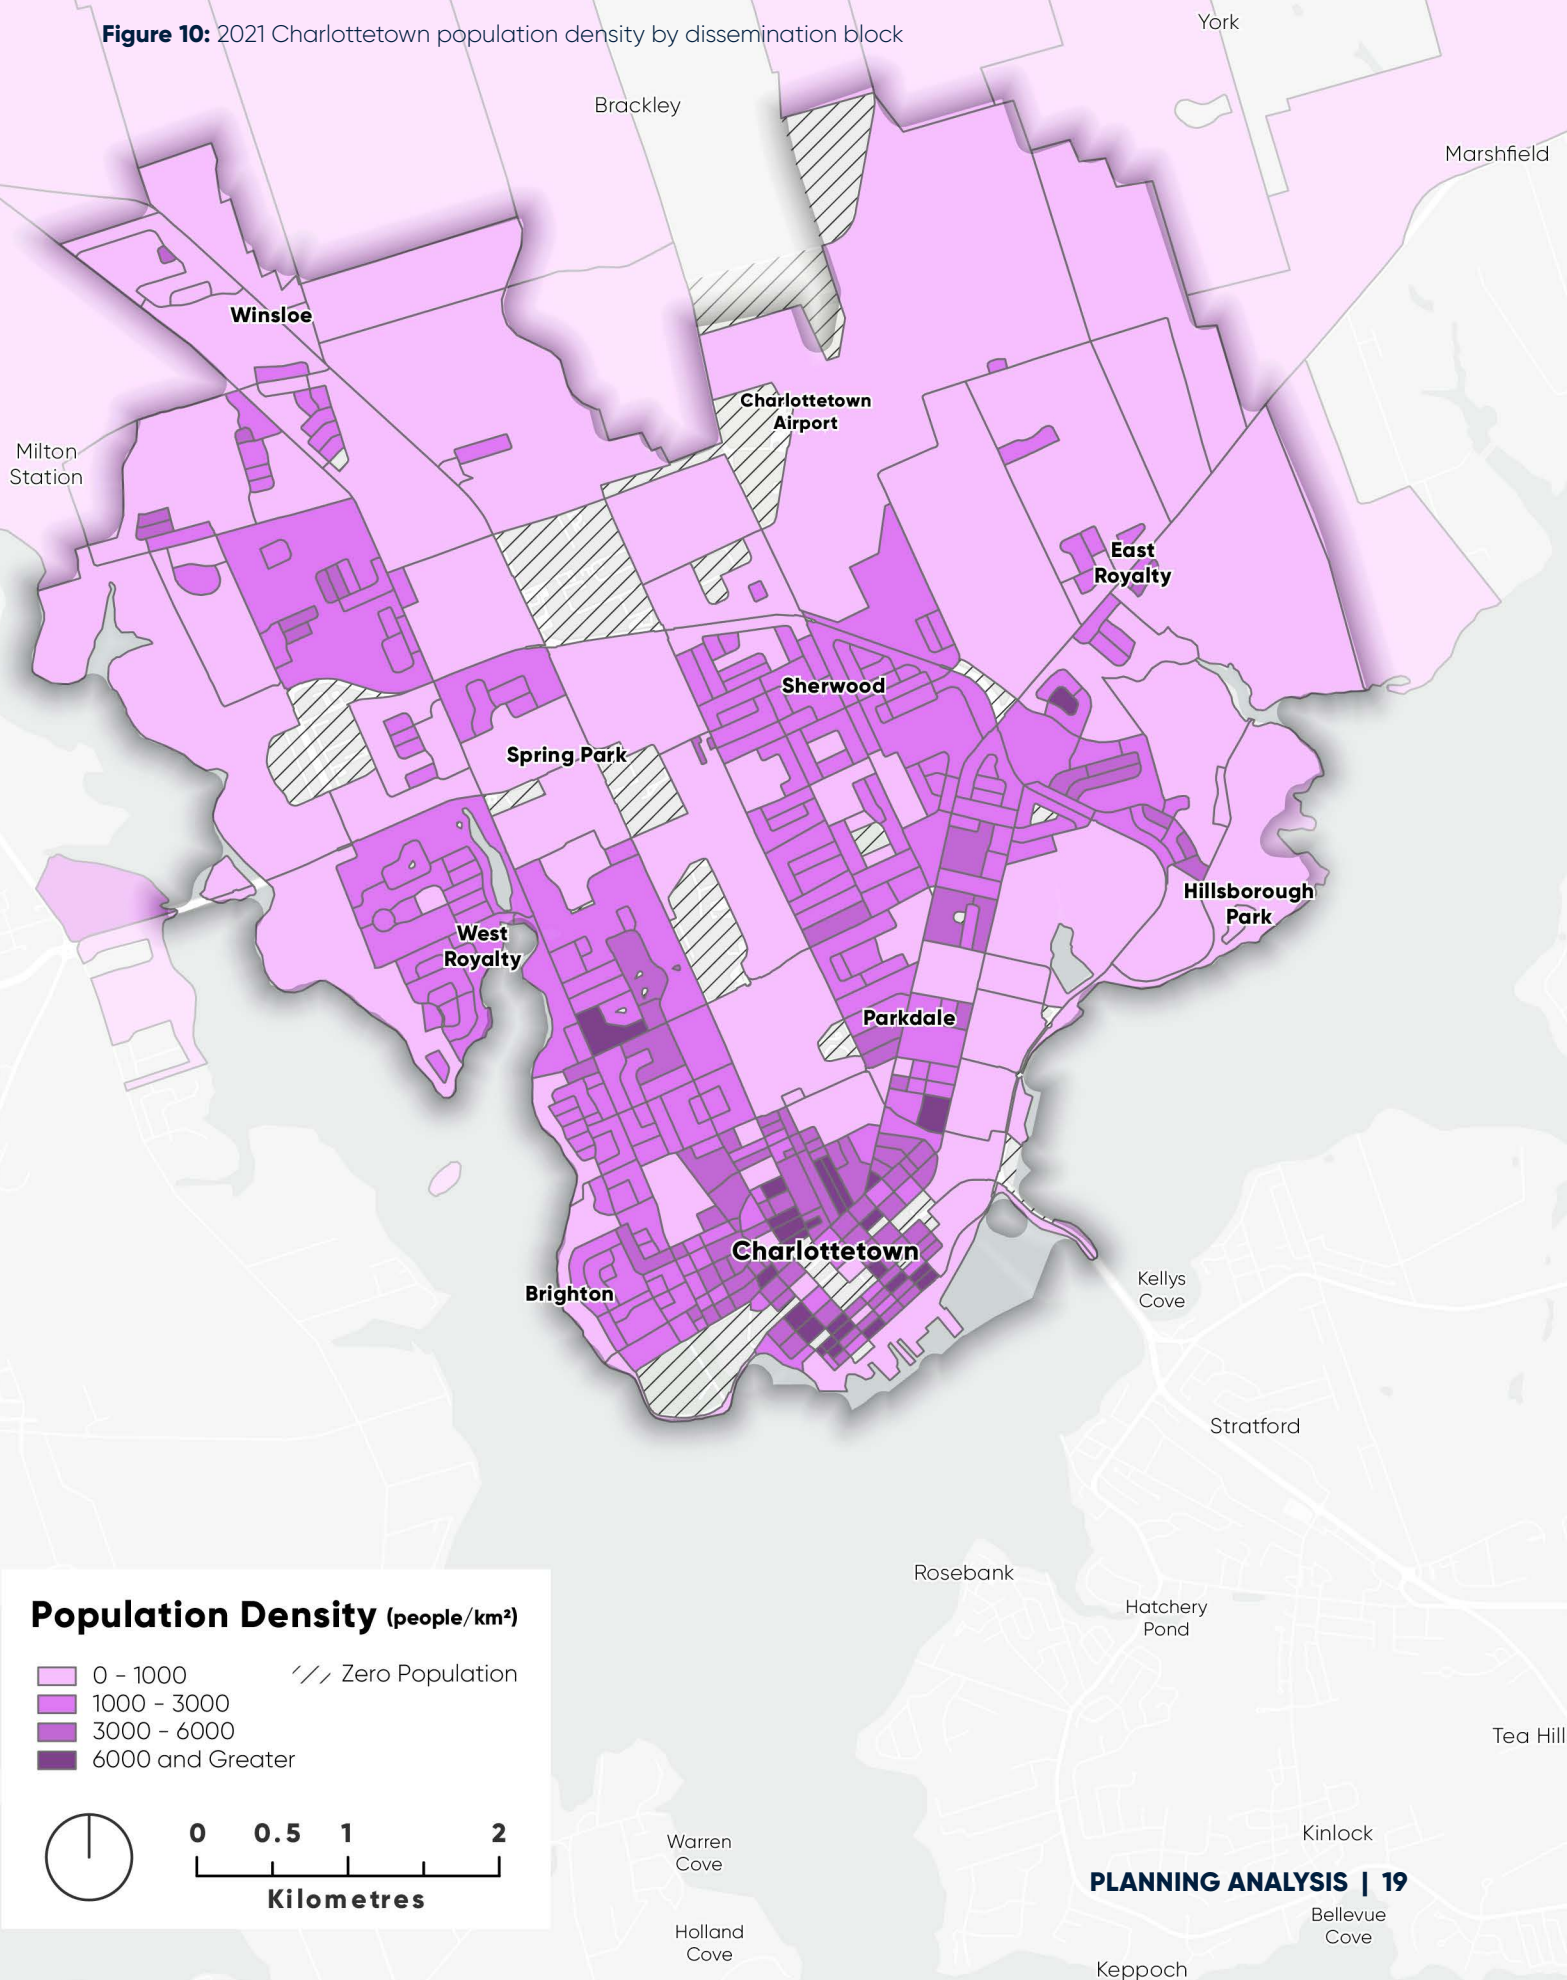 Figure 10: 2021 Charlottetown population density by dissemination block
York
Brackley
Marshfield
Winsloe
Charlottetown
Airport
Milton
Station
East
Royalty
Sherwood
Spring Park
Hillsborough
Park
West
Royalty
Parkdale
Charlottetown
Brighton
Kellys
Cove
Stratford
Rosebank
Hatchery
Pond
Population Density (people/km²)
0 - 1000
Zero Population
1000 - 3000
3000 - 6000
6000 and Greater
0 0.5 1 2
Kilometres
Tea Hill
Warren
Cove
Kinlock
PLANNING ANALYSIS | 19
Bellevue
Cove
Holland
Cove
Keppoch